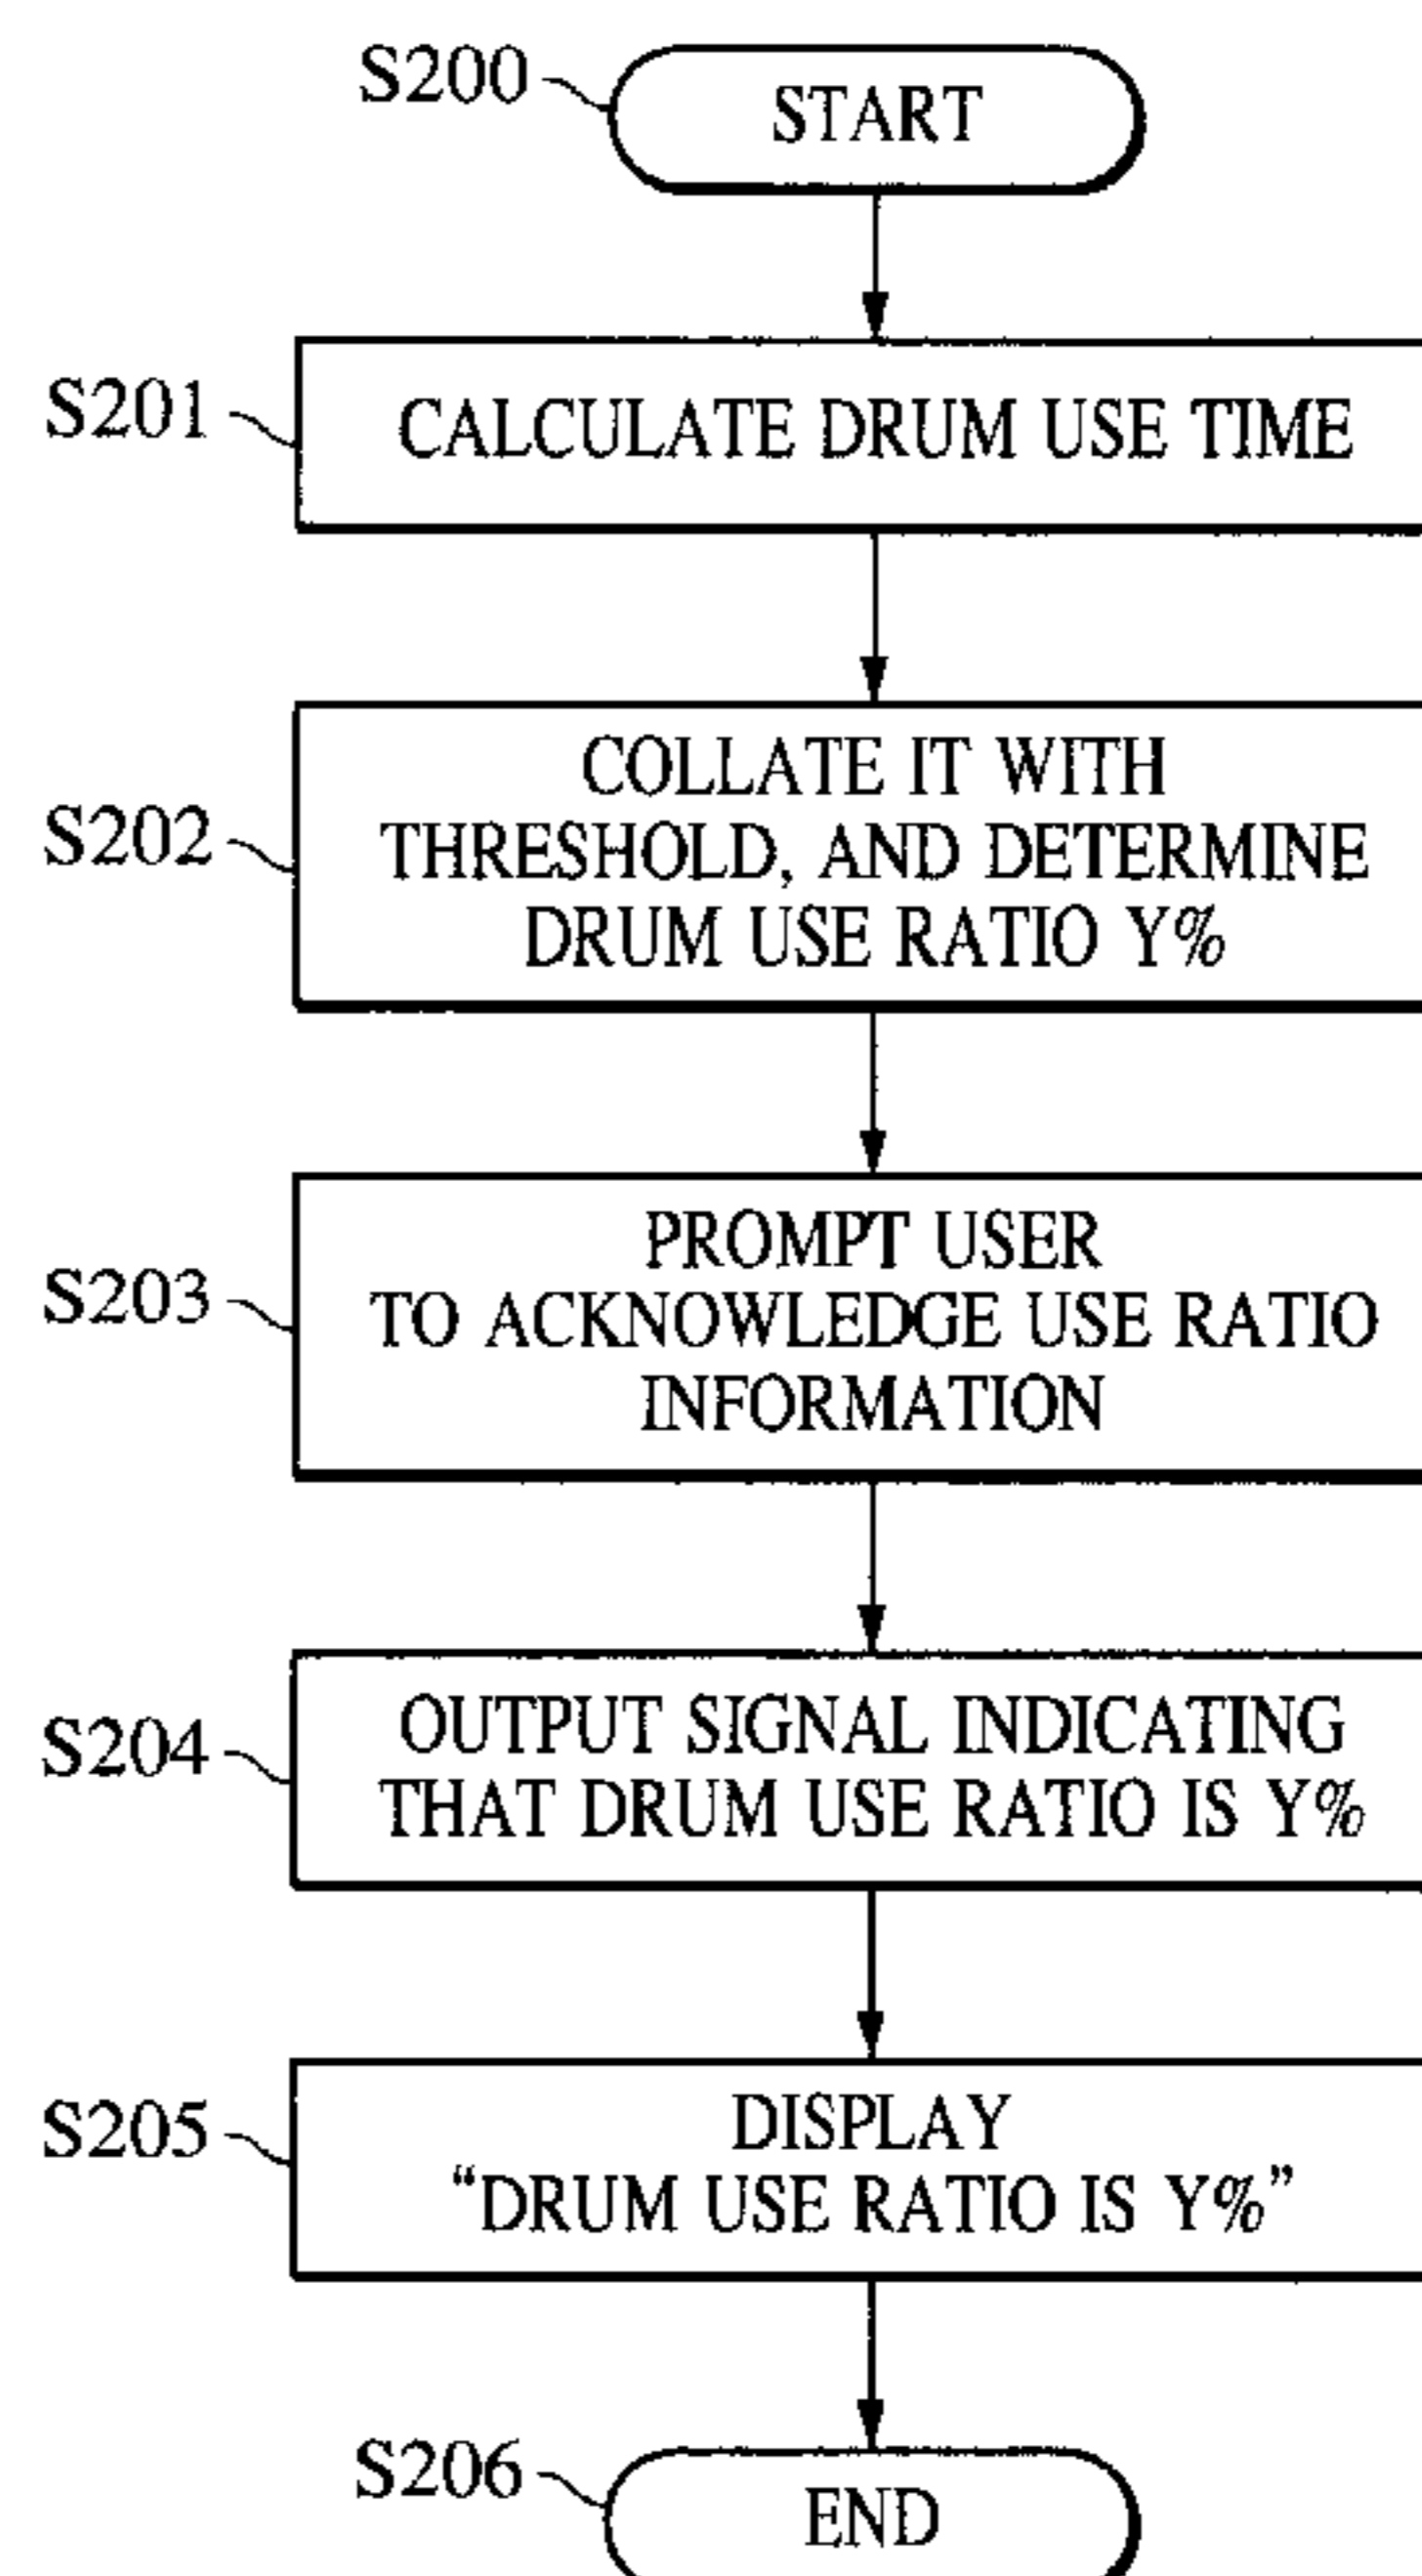 S200
START
S201
CALCULATE DRUM USE TIME
S202
COLLATE IT WITH
THRESHOLD, AND DETERMINE
DRUM USE RATIO Y%
S203
PROMPT USER
TO ACKNOWLEDGE USE RATIO
INFORMATION
S204
OUTPUT SIGNAL INDICATING
THAT DRUM USE RATIO IS Y%
S205
DISPLAY
“DRUM USE RATIO IS Y%”
S206
END